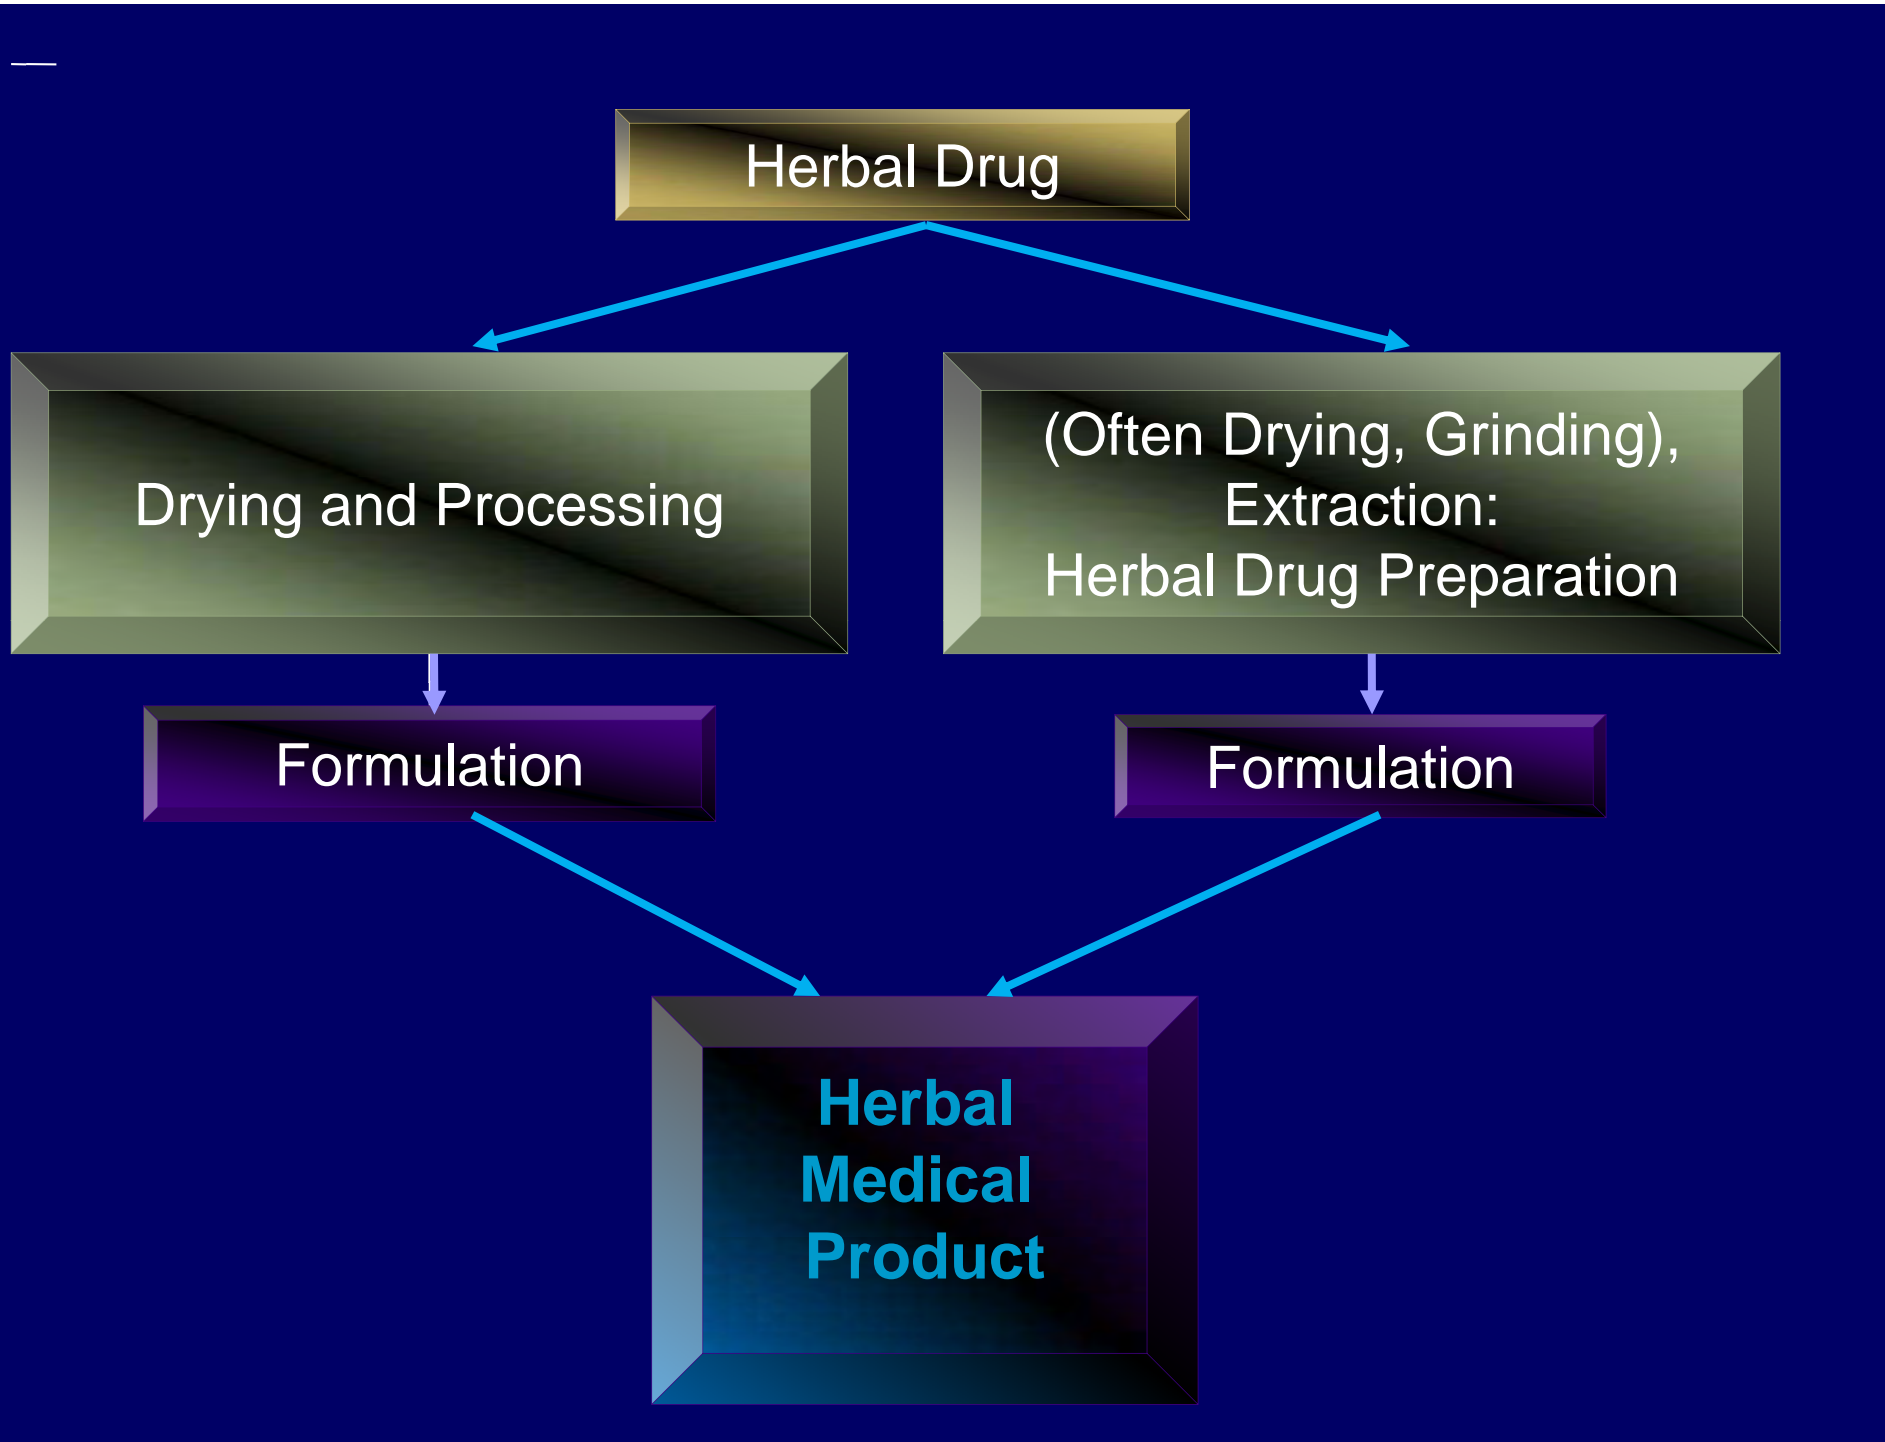 Herbal Drug
Drying and Processing
(Often Drying, Grinding),
Extraction:
Herbal Drug Preparation
Formulation
Formulation
Herbal
Medical
Product